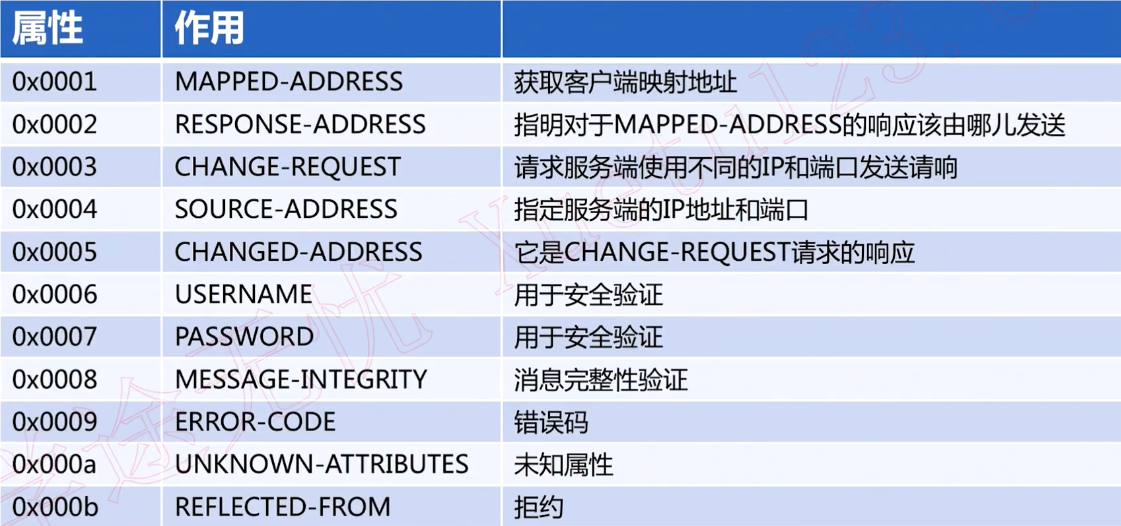 属性 作用
0x0001 MAPPED-ADDRESS 获取客户端映射地址
0x0002 RESPONSE-ADDRESS 指明对于MAPPED-ADDRESS的响应该由哪儿发送
0x0003 CHANGE-REQUEST 请求服务端使用不同的IP和端口发送请响
0x0004 SOURCE-ADDRESS 指定服务端的IP地址和端口
0x0005 CHANGED-ADDRESS 它是CHANGE-REQUEST请求的响应
0x0006 USERNAME 用于安全验证
0x0007 PASSWORD 用于安全验证
0x0008 MESSAGE-INTEGRITY 消息完整性验证
0x0009 ERROR-CODE 错误码
0x000a UNKNOWN-ATTRIBUTES 未知属性
0x000b REFLECTED-FROM 拒约